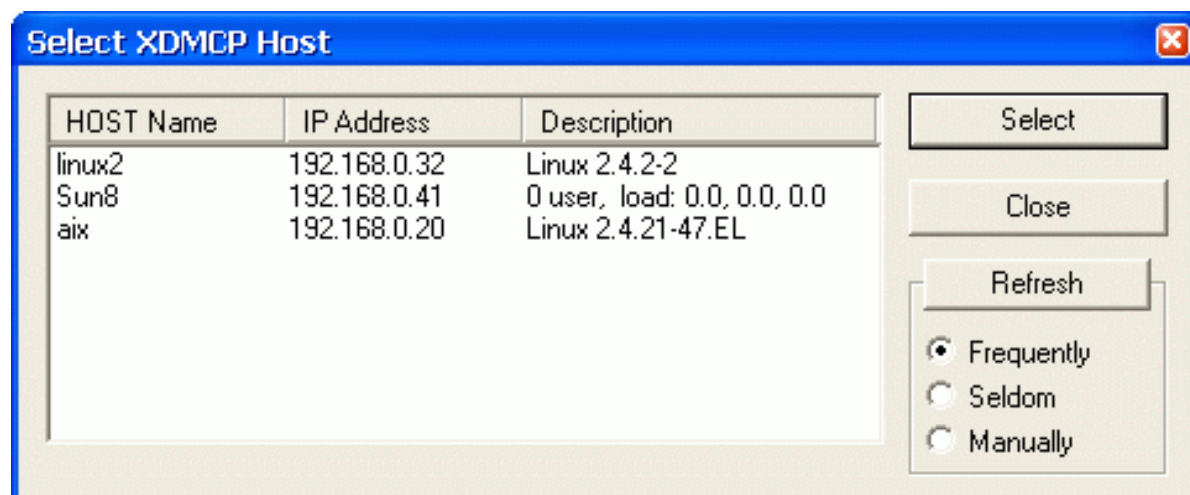 Select XDMCP Host
HOST Name IP Address Description
linux2 192.168.0.32 Linux 2.4.2-2
Sun8 192.168.0.41 0 user, load: 0.0, 0.0, 0.0
aix 192.168.0.20 Linux 2.4.21-47.EL
Select
Close
Refresh
Frequently
Seldom
Manually